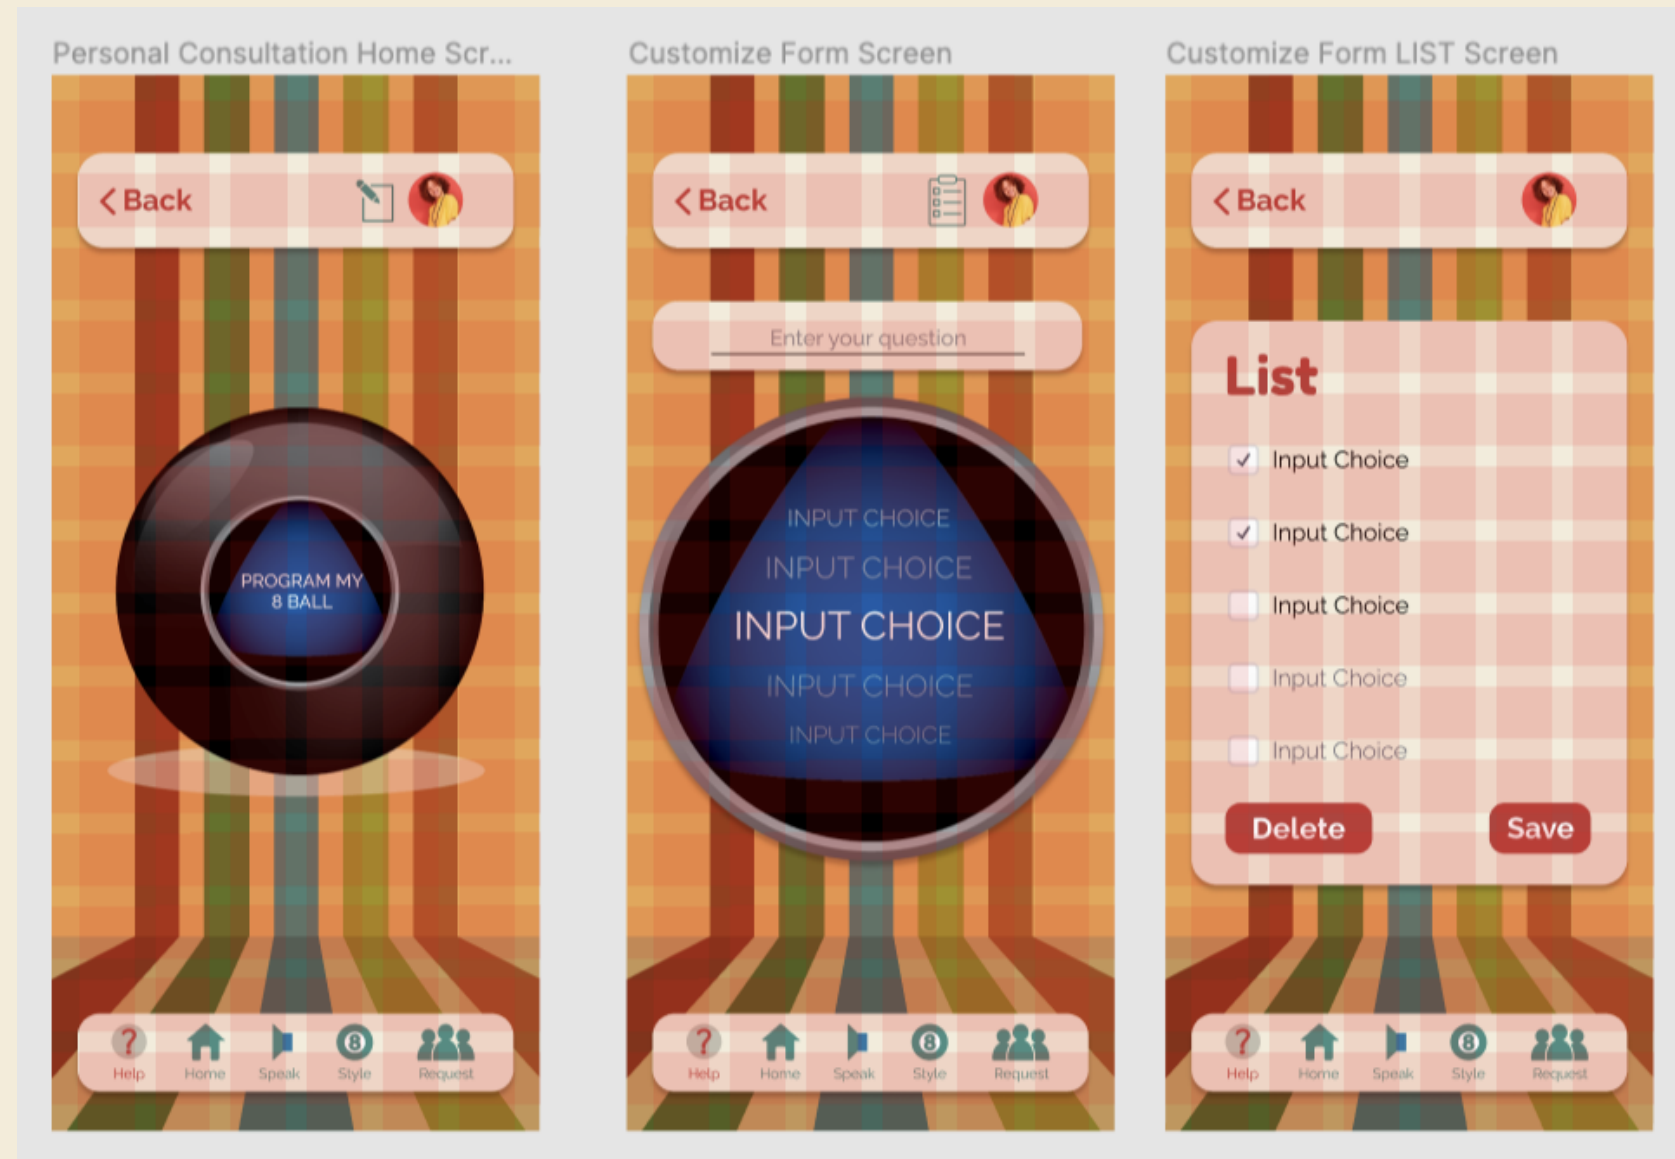 Personal Consultation Home Scr...
Back
PROGRAM MY
8 BALL
Help Home Speak 8 Style Request
Customize Form Screen
Back
Enter your question
INPUT CHOICE
INPUT CHOICE
INPUT CHOICE
INPUT CHOICE
INPUT CHOICE
Help Home Speak 8 Style Request
Customize Form LIST Screen
Back
List
Input Choice
Input Choice
Input Choice
Input Choice
Input Choice
Delete Save
Help Home Speak 8 Style Request